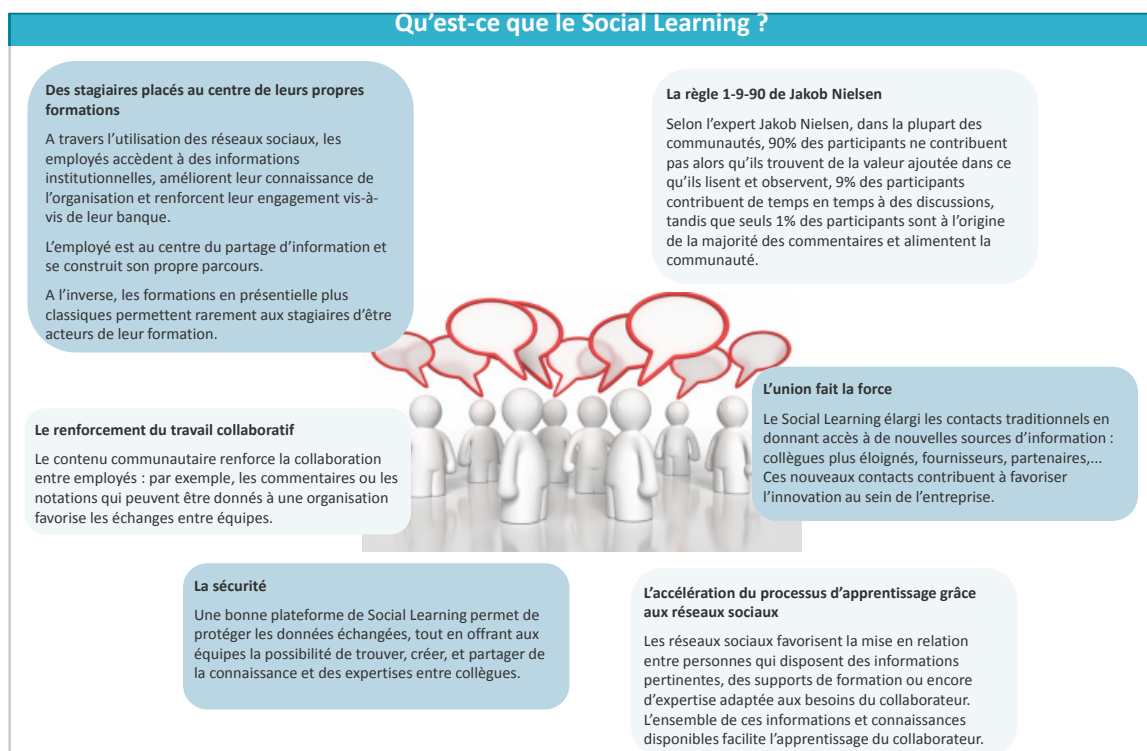 Qu'est-ce que le Social Learning ?
Des stagiaires placés au centre de leurs propres
formations
A travers l'utilisation des réseaux sociaux, les
employés accèdent à des informations
institutionnelles, améliorent leur connaissance de
l'organisation et renforcent leur engagement vis-à-
vis de leur banque.
L'employé est au centre du partage d'information et
se construit son propre parcours.
A l'inverse, les formations en présentielle plus
classiques permettent rarement aux stagiaires d'être
acteurs de leur formation.
La règle 1-9-90 de Jakob Nielsen
Selon l'expert Jakob Nielsen, dans la plupart des
communautés, 90% des participants ne contribuent
pas alors qu'ils trouvent de la valeur ajoutée dans ce
qu'ils lisent et observent, 9% des participants
contribuent de temps en temps à des discussions,
tandis que seuls 1% des participants sont à l'origine
de la majorité des commentaires et alimentent la
communauté.
L'union fait la force
Le Social Learning élargi les contacts traditionnels en
donnant accès à de nouvelles sources d'information :
collègues plus éloignés, fournisseurs, partenaires,...
Ces nouveaux contacts contribuent à favoriser
l'innovation au sein de l'entreprise.
Le renforcement du travail collaboratif
Le contenu communautaire renforce la collaboration
entre employés : par exemple, les commentaires ou les
notations qui peuvent être donnés à une organisation
favorise les échanges entre équipes.
La sécurité
Une bonne plateforme de Social Learning permet de
protéger les données échangées, tout en offrant aux
équipes la possibilité de trouver, créer, et partager de
la connaissance et des expertises entre collègues.
L'accélération du processus d'apprentissage grâce
aux réseaux sociaux
Les réseaux sociaux favorisent la mise en relation
entre personnes qui disposent des informations
pertinentes, des supports de formation ou encore
d'expertise adaptée aux besoins du collaborateur.
L'ensemble de ces informations et connaissances
disponibles facilite l'apprentissage du collaborateur.